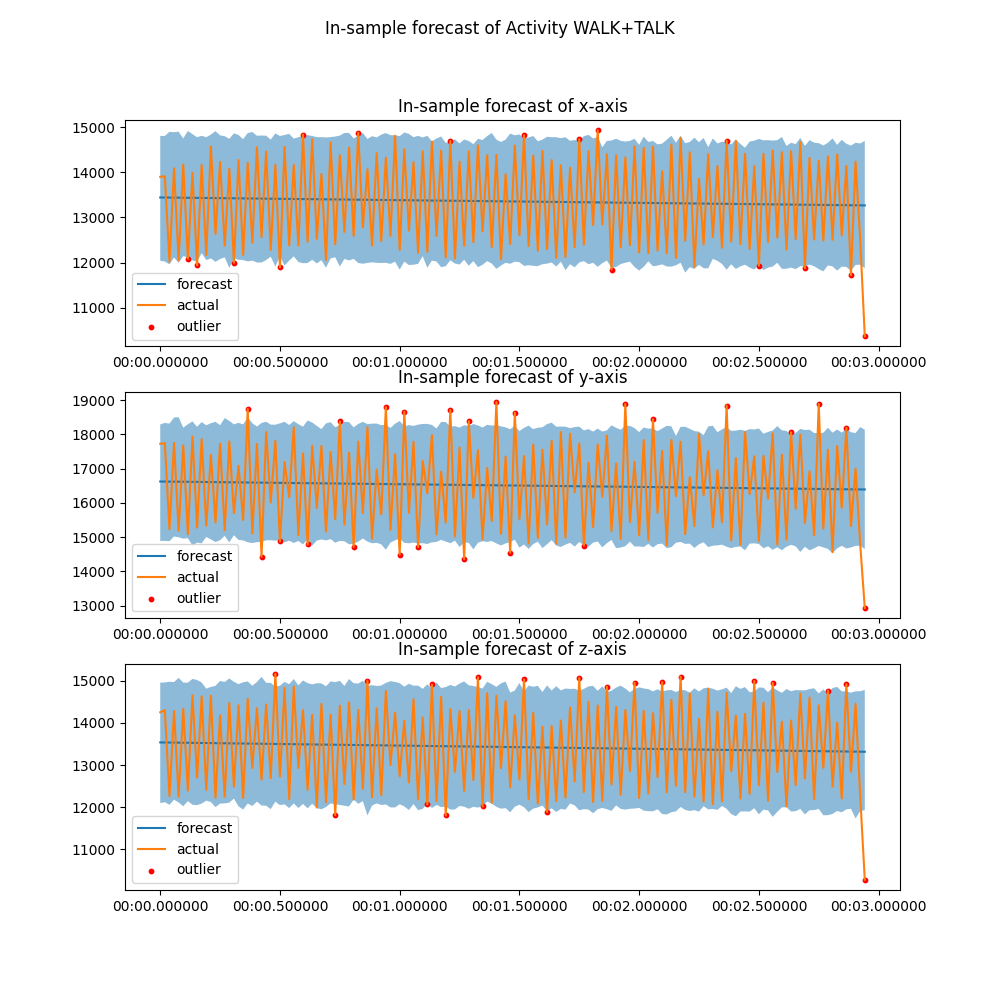 In-sample forecast of Activity WALK+TALK
In-sample forecast of x-axis
15000
14000
13000
12000
11000
forecast
actual
outlier
00:00.000000 00:00.500000 00:01.000000 00:01.500000 00:02.000000 00:02.500000 00:03.000000
In-sample forecast of y-axis
19000
18000
17000
16000
15000
14000
13000
forecast
actual
outlier
00:00.000000 00:00.500000 00:01.000000 00:01.500000 00:02.000000 00:02.500000 00:03.000000
In-sample forecast of z-axis
15000
14000
13000
12000
11000
forecast
actual
outlier
00:00.000000 00:00.500000 00:01.000000 00:01.500000 00:02.000000 00:02.500000 00:03.000000